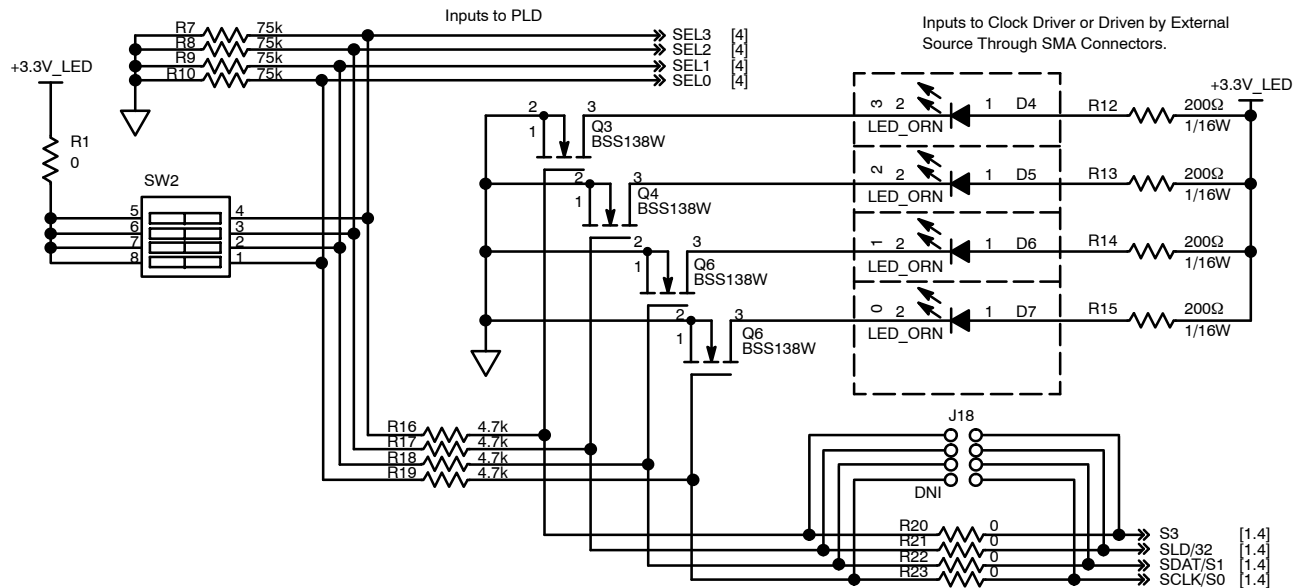 Inputs to PLD
Inputs to Clock Driver or Driven by External
Source Through SMA Connectors.
R7 75k SEL3 [4]
R8 75k SEL2 [4]
R9 75k SEL1 [4]
R10 75k SEL0 [4]
+3.3V_LED
+3.3V_LED
R1
0
SW2
5 4
6 3
7 2
8 1
2 3
1
Q3
BSS138W
3 2 1 D4 R12 200Ω
LED_ORN 1/16W
2 3
1
Q4
BSS138W
2 2 1 D5 R13 200Ω
LED_ORN 1/16W
2 3
1
Q6
BSS138W
1 2 1 D6 R14 200Ω
LED_ORN 1/16W
2 3
1
Q6
BSS138W
0 2 1 D7 R15 200Ω
LED_ORN 1/16W
R16 4.7k
R17 4.7k
R18 4.7k
R19 4.7k
J18
DNI
R20 0 S3 [1.4]
R21 0 SLD/32 [1.4]
R22 0 SDAT/S1 [1.4]
R23 0 SCLK/S0 [1.4]